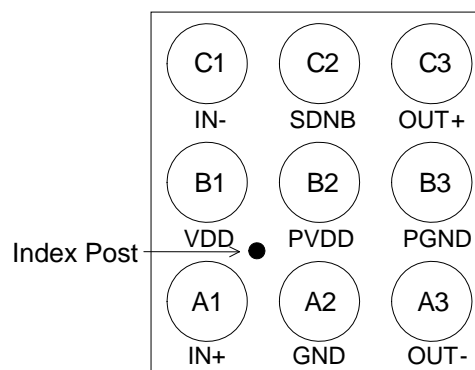 C1 C2 C3
IN- SDNB OUT+
B1 B2 B3
VDD PVDD PGND
Index Post
A1 A2 A3
IN+ GND OUT-